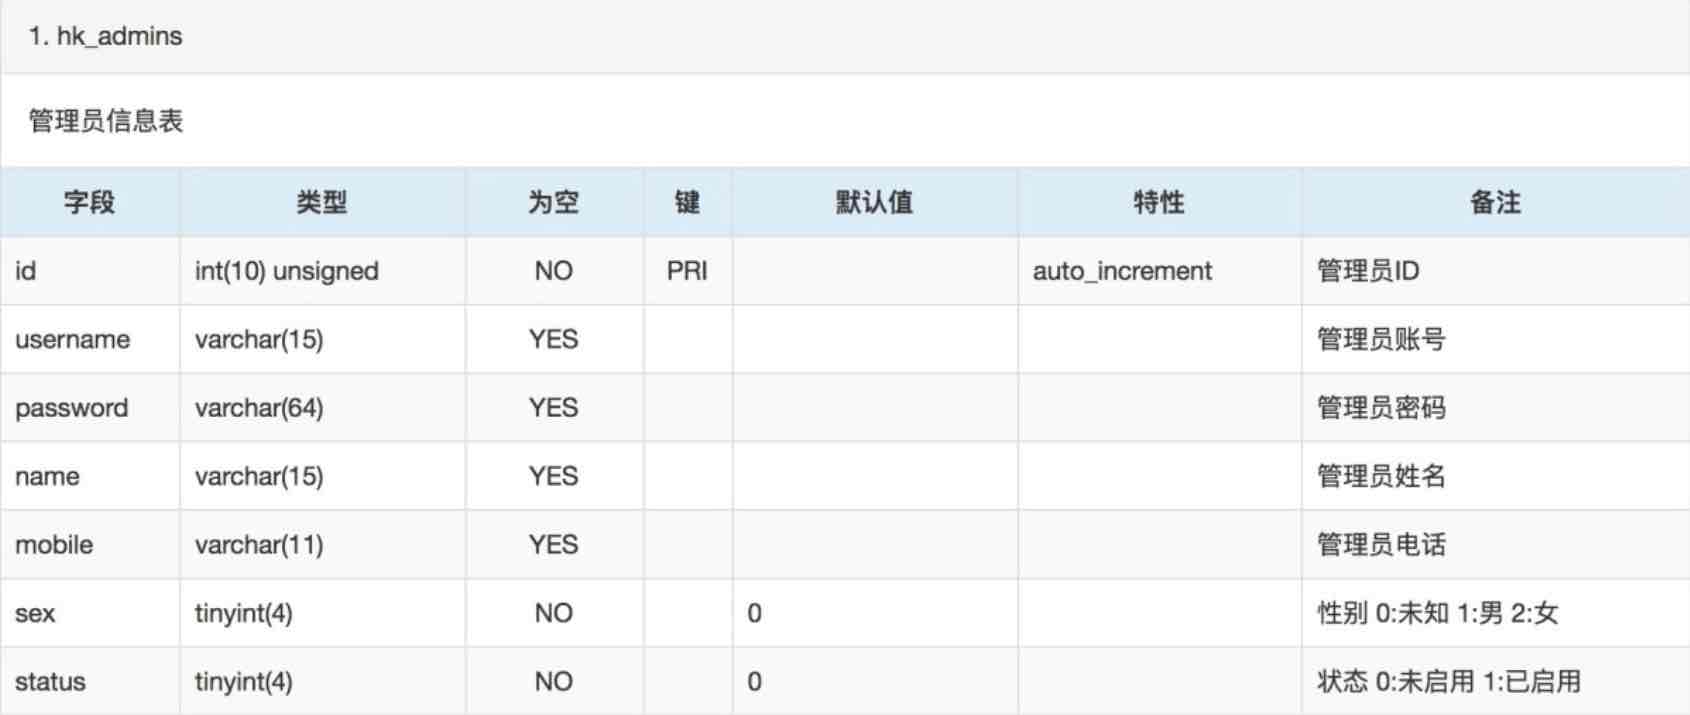 1. hk_admins
管理员信息表
字段 类型 为空 键 默认值 特性 备注
id int(10) unsigned NO PRI auto_increment 管理员ID
username varchar(15) YES 管理员账号
password varchar(64) YES 管理员密码
name varchar(15) YES 管理员姓名
mobile varchar(11) YES 管理员电话
sex tinyint(4) NO 0 性别 0:未知 1:男 2:女
status tinyint(4) NO 0 状态 0:未启用 1:已启用